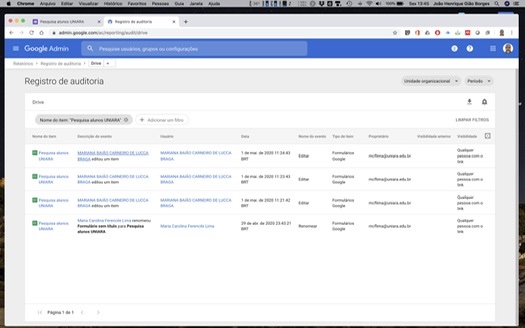 Chrome Arquivo Editar Visualizar Histórico Favoritos Pessoas Guia Janela Ajuda 100% Sex 13:45 João Henrique Gião Borges
Pesquisa alunos UNIARA
Registro de auditoria
admin.google.com/ac/reporting/audit/drive
Google Admin
Pesquise usuários, grupos ou configurações
Relatórios > Registro de auditoria > Drive
Registro de auditoria
Unidade organizacional
Período
Drive
Nome do item: "Pesquisa alunos UNIARA"
Adicionar um filtro
LIMPAR FILTROS
Nome do item Descrição do evento Usuário Data Nome do evento Tipo de item Proprietário Visibilidade anterior Visibilidade
Pesquisa alunos UNIARA
MARIANA BAIÃO CARNEIRO DE LUCCA BRAGA editou um item
MARIANA BAIÃO CARNEIRO DE LUCCA BRAGA
1 de mai. de 2020 11:24:43 BRT
Editar
Formulários Google
mcflima@uniara.edu.br
Qualquer pessoa com o link
Pesquisa alunos UNIARA
MARIANA BAIÃO CARNEIRO DE LUCCA BRAGA editou um item
MARIANA BAIÃO CARNEIRO DE LUCCA BRAGA
1 de mai. de 2020 11:23:43 BRT
Editar
Formulários Google
mcflima@uniara.edu.br
Qualquer pessoa com o link
Pesquisa alunos UNIARA
MARIANA BAIÃO CARNEIRO DE LUCCA BRAGA editou um item
MARIANA BAIÃO CARNEIRO DE LUCCA BRAGA
1 de mai. de 2020 11:21:42 BRT
Editar
Formulários Google
mcflima@uniara.edu.br
Qualquer pessoa com o link
Pesquisa alunos UNIARA
Maria Carolina Ferencile Lima renomeou Formulário sem título para Pesquisa alunos UNIARA
Maria Carolina Ferencile Lima
29 de abr. de 2020 23:43:21 BRT
Renomear
Formulários Google
mcflima@uniara.edu.br
Qualquer pessoa com o link
Página 1 de 1